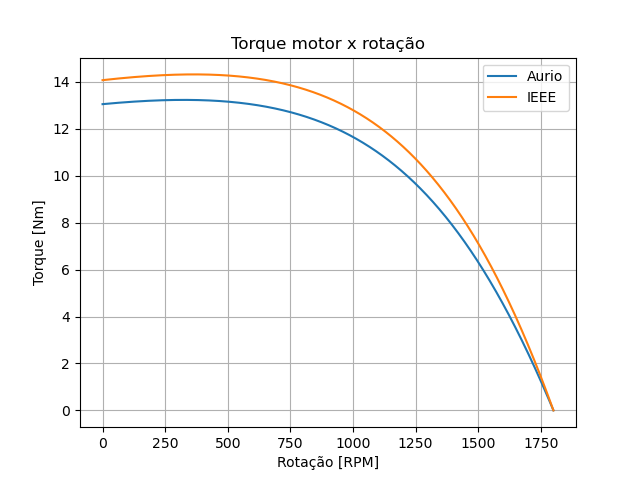 Torque motor x rotação
Aurio
IEEE
Torque [Nm]
14
12
10
8
6
4
2
0
0 250 500 750 1000 1250 1500 1750
Rotação [RPM]